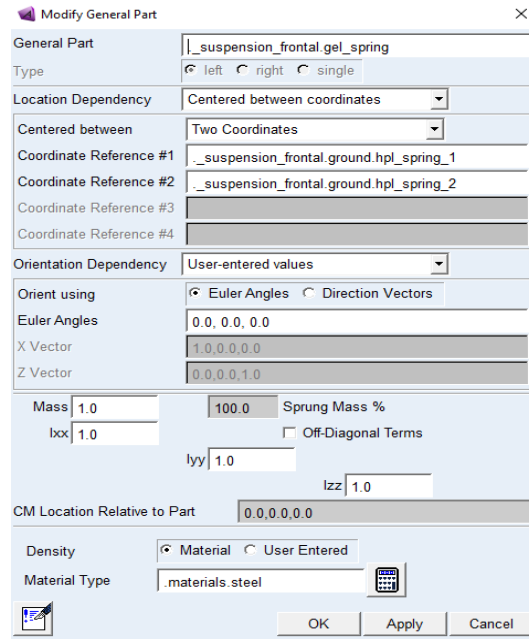 Modify General Part
General Part ._suspension_frontal.gel_spring
Type left right single
Location Dependency Centered between coordinates
Centered between Two Coordinates
Coordinate Reference #1 ._suspension_frontal.ground.hpl_spring_1
Coordinate Reference #2 ._suspension_frontal.ground.hpl_spring_2
Coordinate Reference #3
Coordinate Reference #4
Orientation Dependency User-entered values
Orient using Euler Angles Direction Vectors
Euler Angles 0.0, 0.0, 0.0
X Vector 1.0,0.0,0.0
Z Vector 0.0,0.0,1.0
Mass 1.0 100.0 Sprung Mass %
Ixx 1.0 Off-Diagonal Terms
Iyy 1.0
Izz 1.0
CM Location Relative to Part 0.0,0.0,0.0
Density Material User Entered
Material Type .materials.steel
OK Apply Cancel